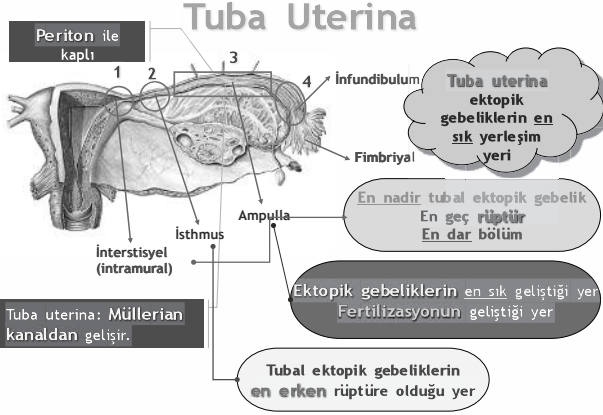 Tuba Uterina
Periton ile
kaplı
1
2
3
4
İnfundibulum
Fimbriyal
Tuba uterina
ektopik
gebeliklerin en
sık yerleşim
yeri
Ampulla
İsthmus
İnterstisyel
(intramural)
En nadir tubal ektopik gebelik
En geç rüptür
En dar bölüm
Ektopik gebeliklerin en sık geliştiği yer
Fertilizasyonun geliştiği yer
Tuba uterina: Müllerian
kanaldan gelişir.
Tubal ektopik gebeliklerin
en erken rüptüre olduğu yer